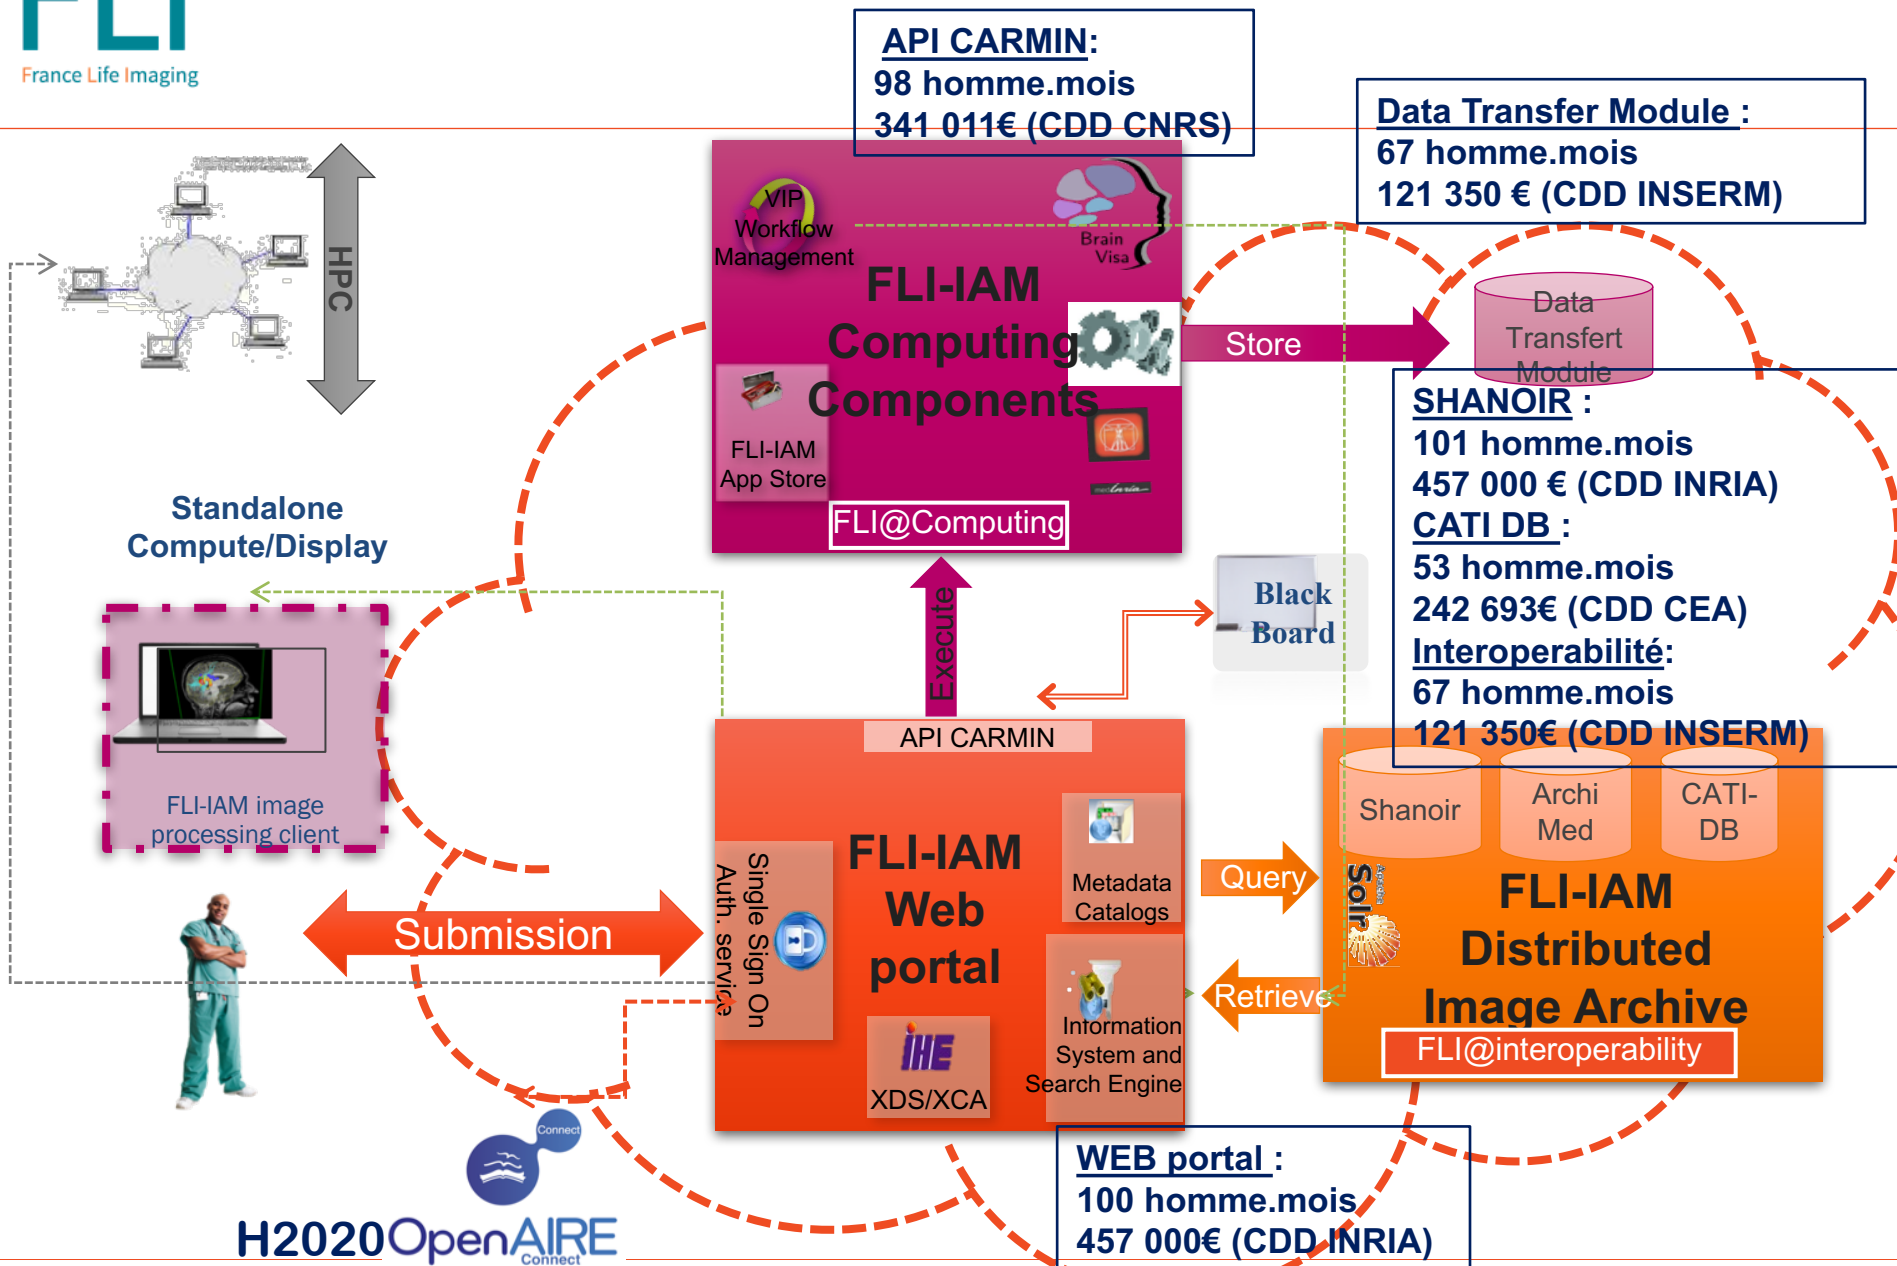 FLI
France Life Imaging
API CARMIN:
98 homme.mois
341 011€ (CDD CNRS)
Data Transfer Module :
67 homme.mois
121 350 € (CDD INSERM)
HPC
VIP
Workflow
Management
Brain
Visa
FLI-IAM
Computing
Components
FLI-IAM
App Store
FLI@Computing
Store
Data
Transfert
Module
SHANOIR :
101 homme.mois
457 000 € (CDD INRIA)
CATI DB :
53 homme.mois
242 693€ (CDD CEA)
Interoperabilité:
67 homme.mois
121 350€ (CDD INSERM)
Standalone
Compute/Display
FLI-IAM image
processing client
Execute
Black
Board
API CARMIN
FLI-IAM
Web
portal
Single Sign On
Auth. service
Metadata
Catalogs
Information
System and
Search Engine
IHE
XDS/XCA
Submission
Query
Retrieve
Shanoir
Archi
Med
CATI-
DB
Apache
Solr
FLI-IAM
Distributed
Image Archive
FLI@interoperability
Connect
H2020 OpenAIRE
Connect
WEB portal :
100 homme.mois
457 000€ (CDD INRIA)